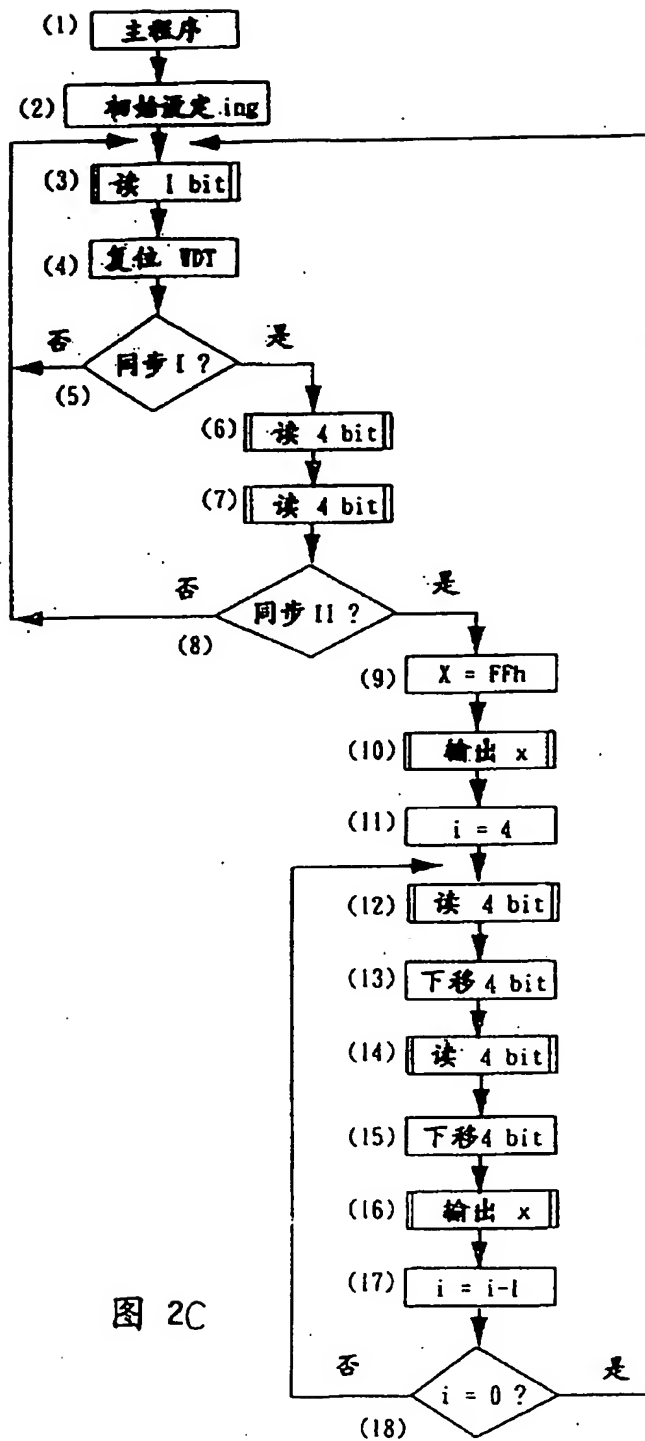 (1) 主程序
(2) 初始设定.ing
(3) 读 1 bit
(4) 复位 WDT
否 是
同步 I ?
(5)
(6) 读 4 bit
(7) 读 4 bit
否 是
同步 II ?
(8)
(9) X = FFh
(10) 输出 x
(11) i = 4
(12) 读 4 bit
(13) 下移 4 bit
(14) 读 4 bit
(15) 下移 4 bit
(16) 输出 x
(17) i = i-1
图 2C
否 是
i = 0 ?
(18)